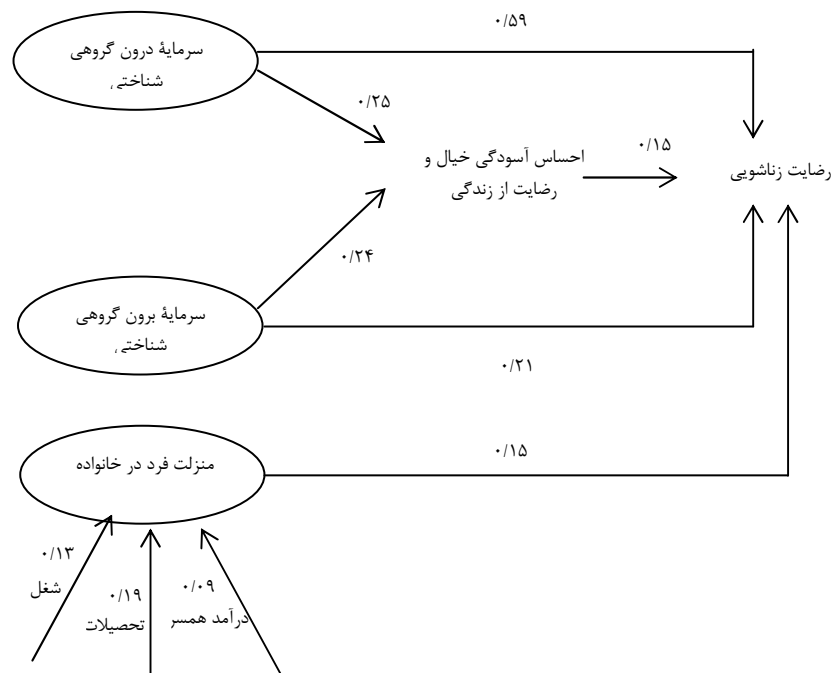 ۰/۵۹
سرمایۀ درون گروهی
شناختی
۰/۲۵
احساس آسودگی خیال و
رضایت از زندگی
۰/۱۵
رضایت زناشویی
۰/۲۴
سرمایۀ برون گروهی
شناختی
۰/۲۱
منزلت فرد در خانواده
۰/۱۵
۰/۱۳
شغل
۰/۱۹
تحصیلات
۰/۰۹
درآمد همسر